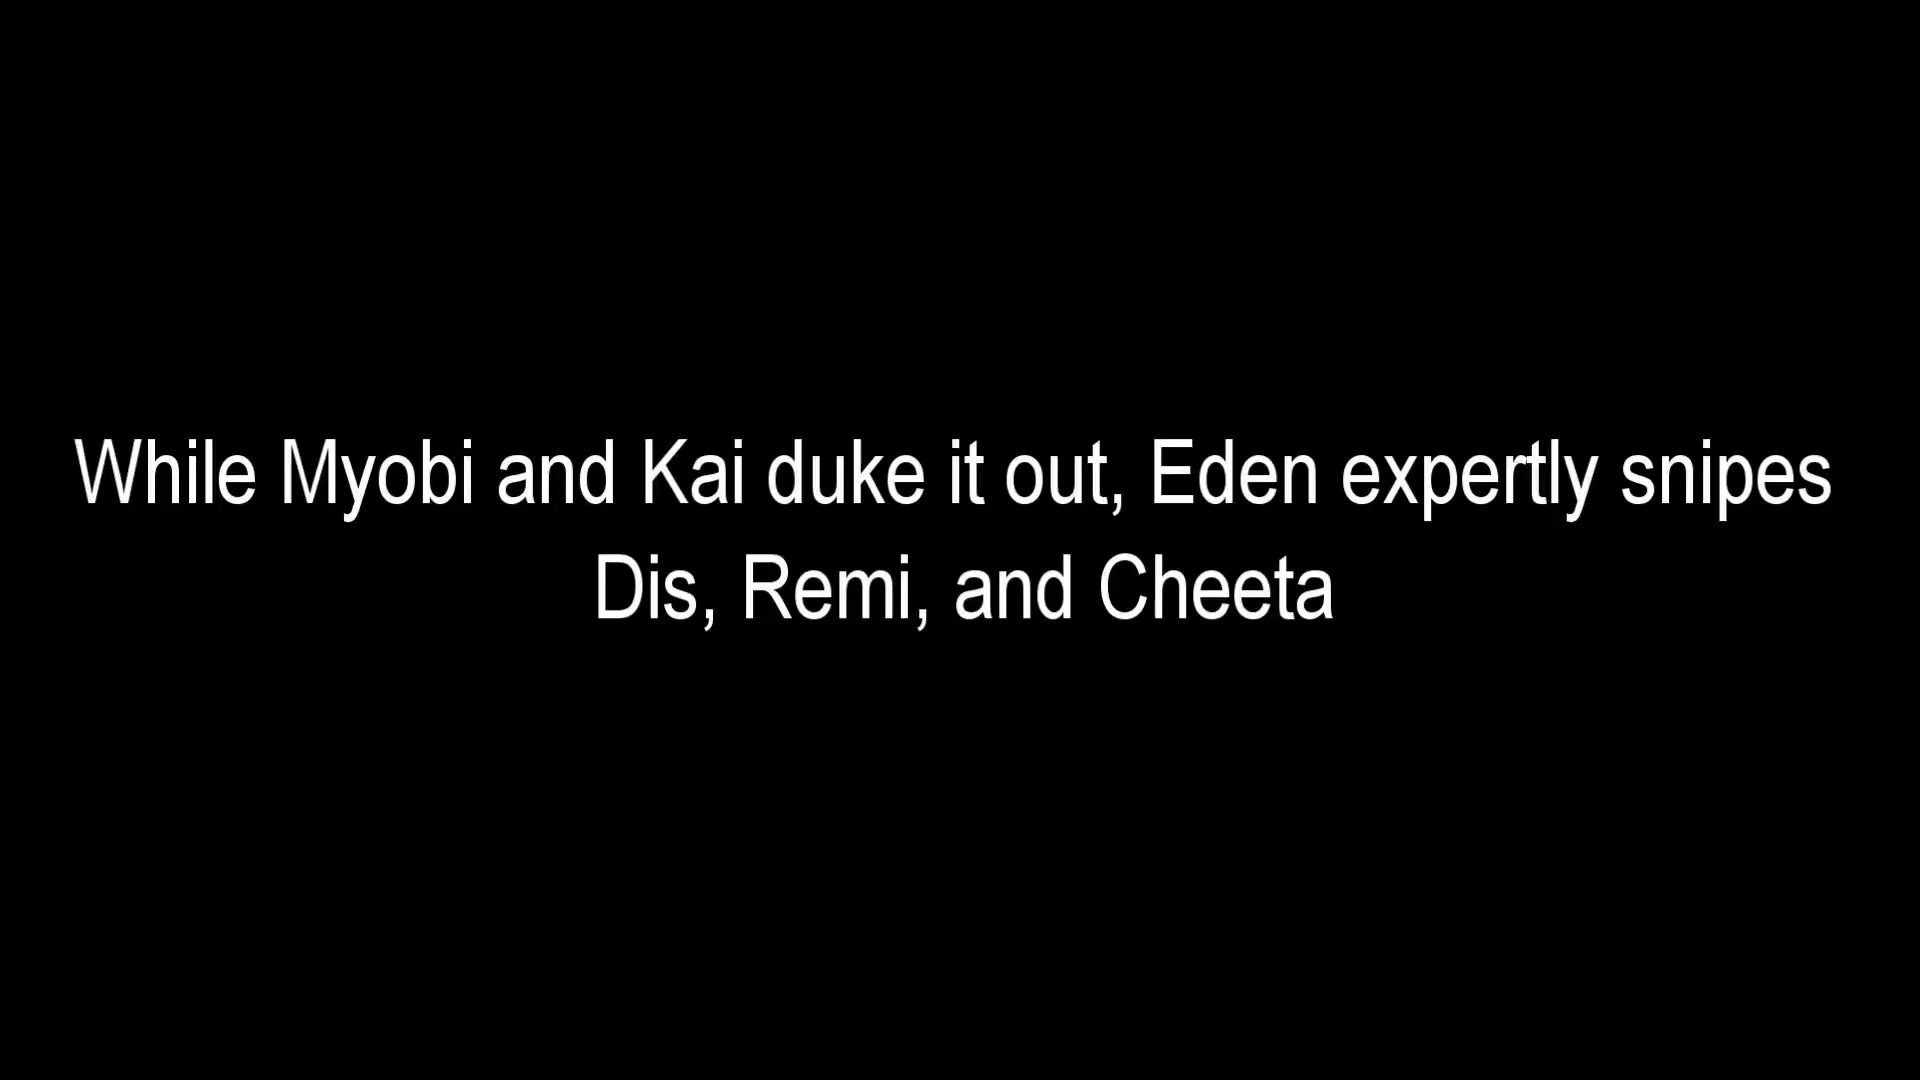 While Myobi and Kai duke it out, Eden expertly snipes
Dis, Remi, and Cheeta